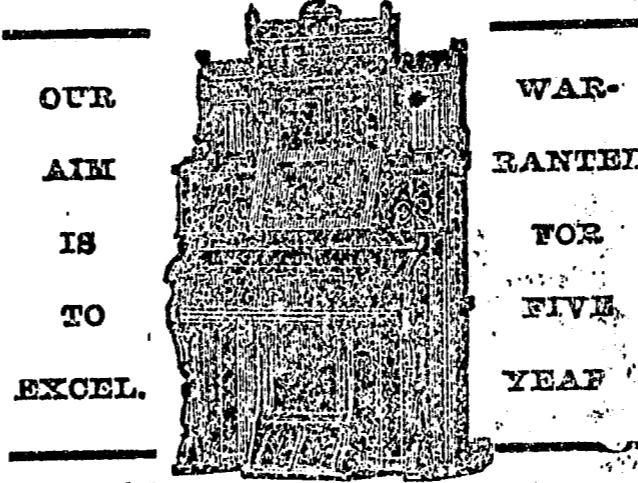 OUR
AIM
IS
TO
EXCEL.
WAR-
RANTED
FOR
FIVE
YEAR